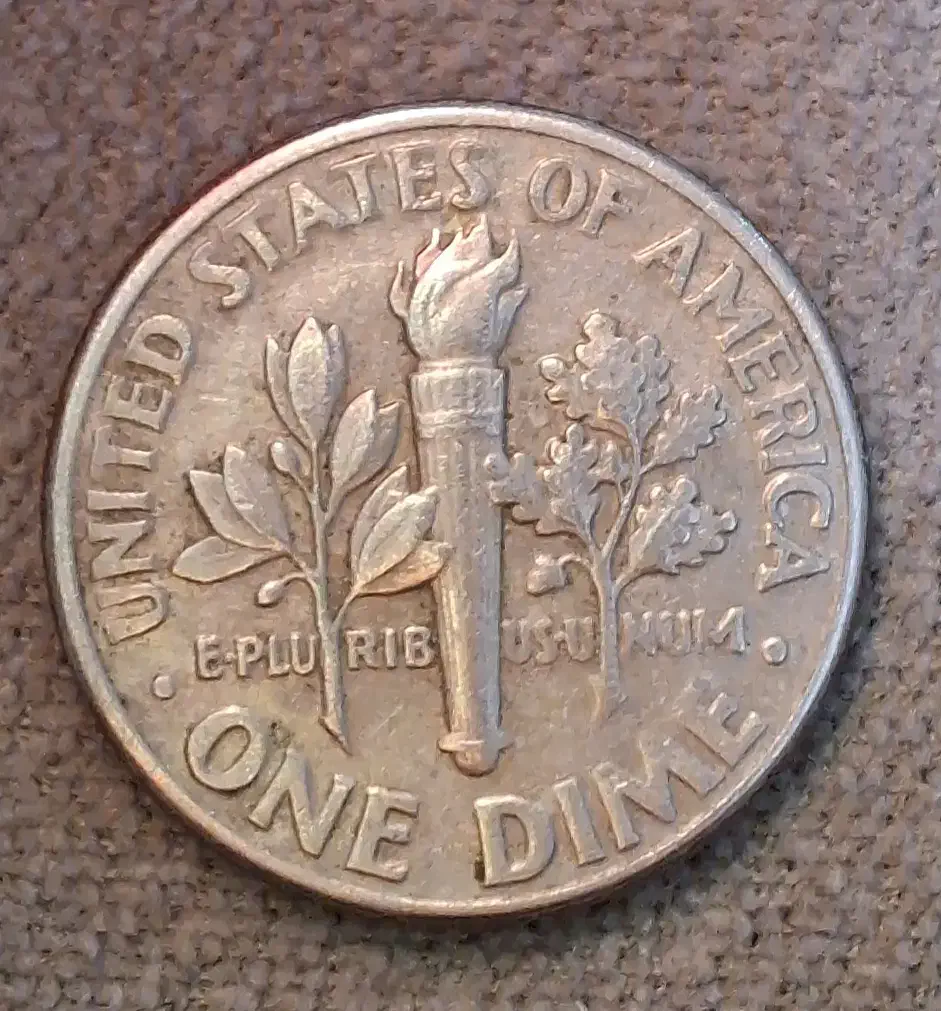 UNITED STATES OF AMERICA
E·PLURIBUS·UNUM
· ONE DIME ·